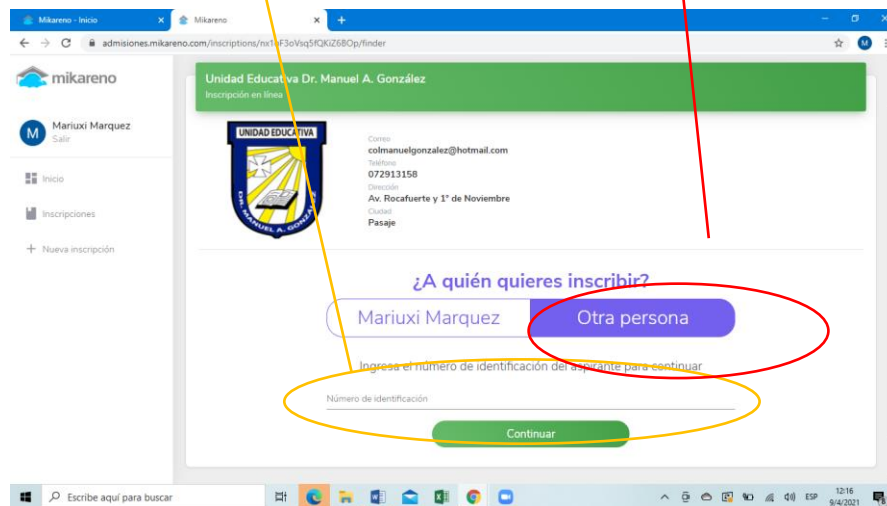 Mikareno - Inicio
Mikareno
admisiones.mikareno.com/inscriptions/nx1oF3oVsq5fQKiZ6BOp/finder
M
mikareno
Unidad Educativa Dr. Manuel A. González
Inscripción en línea
M
Mariuxi Marquez
Salir
Inicio
Inscripciones
Nueva inscripción
UNIDAD EDUCATIVA
DR. MANUEL A. GONZALEZ
Correo
colmanuelgonzalez@hotmail.com
Teléfono
072913158
Dirección
Av. Rocafuerte y 1° de Noviembre
Ciudad
Pasaje
¿A quién quieres inscribir?
Mariuxi Marquez
Otra persona
Ingresa el número de identificación del aspirante para continuar
Número de identificación
Continuar
Escribe aquí para buscar
ESP
12:16
9/4/2021